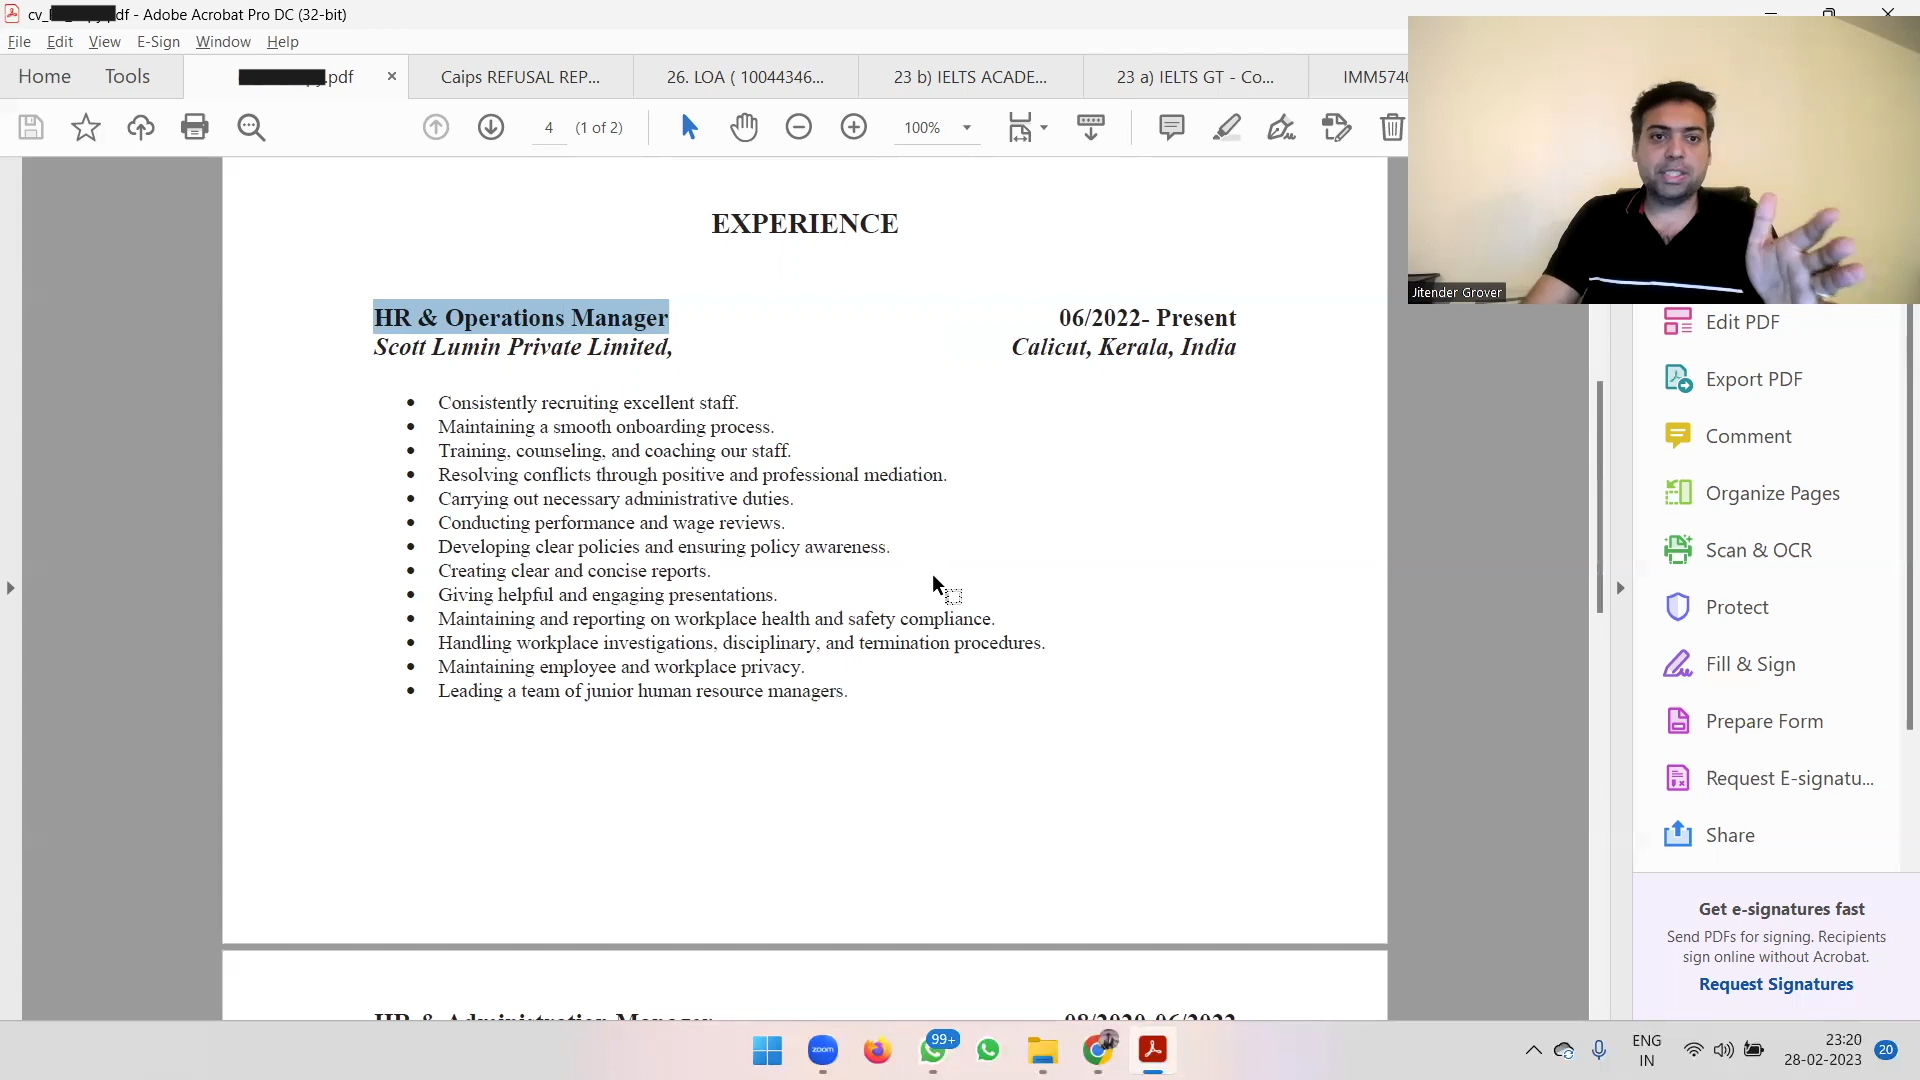 cv_ df - Adobe Acrobat Pro DC (32-bit)
File Edit View E-Sign Window Help
Home Tools .pdf × Caips REFUSAL REP... 26. LOA ( 10044346... 23 b) IELTS ACADE... 23 a) IELTS GT - Co... IMM5740
4 (1 of 2) 100%
Jitender Grover
EXPERIENCE
HR & Operations Manager 06/2022- Present
Scott Lumin Private Limited, Calicut, Kerala, India
• Consistently recruiting excellent staff.
• Maintaining a smooth onboarding process.
• Training, counseling, and coaching our staff.
• Resolving conflicts through positive and professional mediation.
• Carrying out necessary administrative duties.
• Conducting performance and wage reviews.
• Developing clear policies and ensuring policy awareness.
• Creating clear and concise reports.
• Giving helpful and engaging presentations.
• Maintaining and reporting on workplace health and safety compliance.
• Handling workplace investigations, disciplinary, and termination procedures.
• Maintaining employee and workplace privacy.
• Leading a team of junior human resource managers.
HR & Administration Manager 08/2020-06/2022
Edit PDF
Export PDF
Comment
Organize Pages
Scan & OCR
Protect
Fill & Sign
Prepare Form
Request E-signatu...
Share
Get e-signatures fast
Send PDFs for signing. Recipients
sign online without Acrobat.
Request Signatures
zoom
99+
ENG
IN
23:20
28-02-2023
20